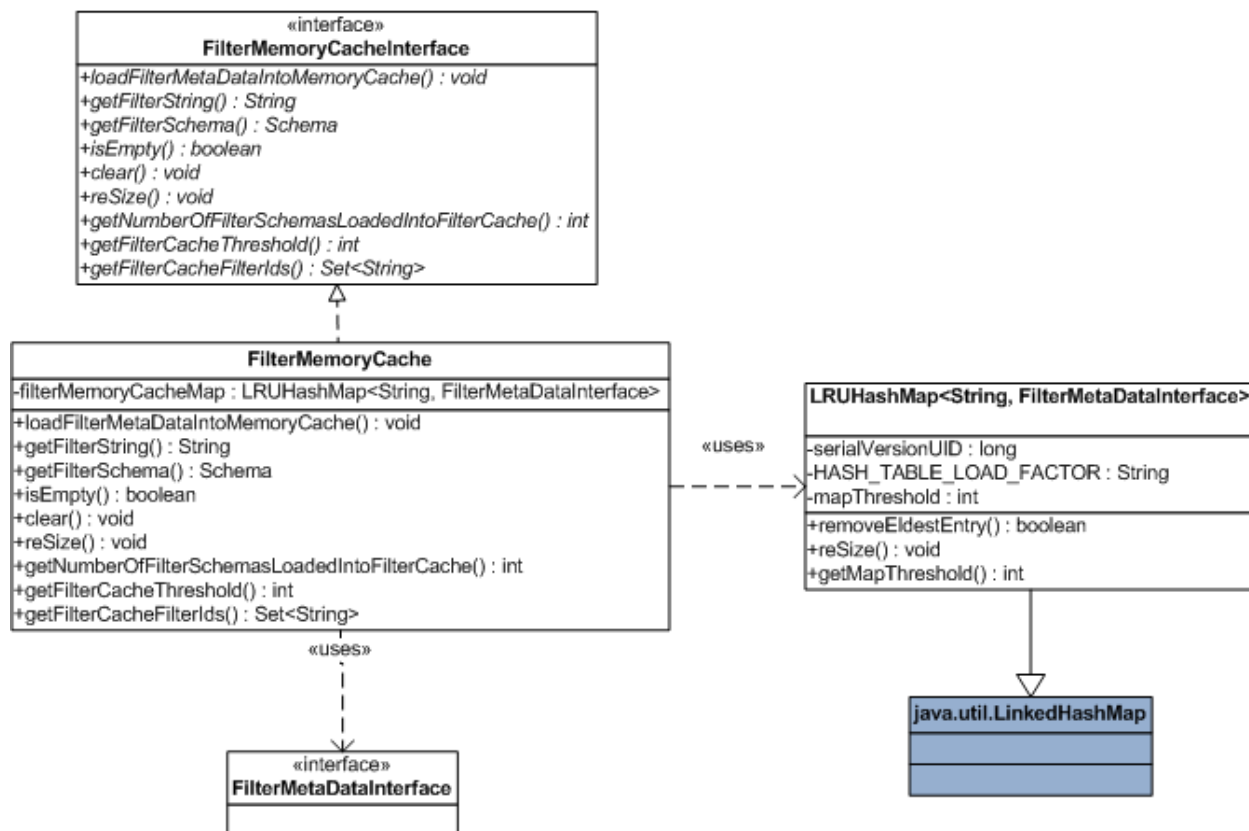 «interface»
FilterMemoryCacheInterface
+loadFilterMetaDataIntoMemoryCache() : void
+getFilterString() : String
+getFilterSchema() : Schema
+isEmpty() : boolean
+clear() : void
+reSize() : void
+getNumberOfFilterSchemasLoadedIntoFilterCache() : int
+getFilterCacheThreshold() : int
+getFilterCacheFilterIds() : Set<String>
FilterMemoryCache
-filterMemoryCacheMap : LRUHashMap<String, FilterMetaDataInterface>
+loadFilterMetaDataIntoMemoryCache() : void
+getFilterString() : String
+getFilterSchema() : Schema
+isEmpty() : boolean
+clear() : void
+reSize() : void
+getNumberOfFilterSchemasLoadedIntoFilterCache() : int
+getFilterCacheThreshold() : int
+getFilterCacheFilterIds() : Set<String>
«uses»
LRUHashMap<String, FilterMetaDataInterface>
-serialVersionUID : long
-HASH_TABLE_LOAD_FACTOR : String
-mapThreshold : int
+removeEldestEntry() : boolean
+reSize() : void
+getMapThreshold() : int
«uses»
java.util.LinkedHashMap
«interface»
FilterMetaDataInterface